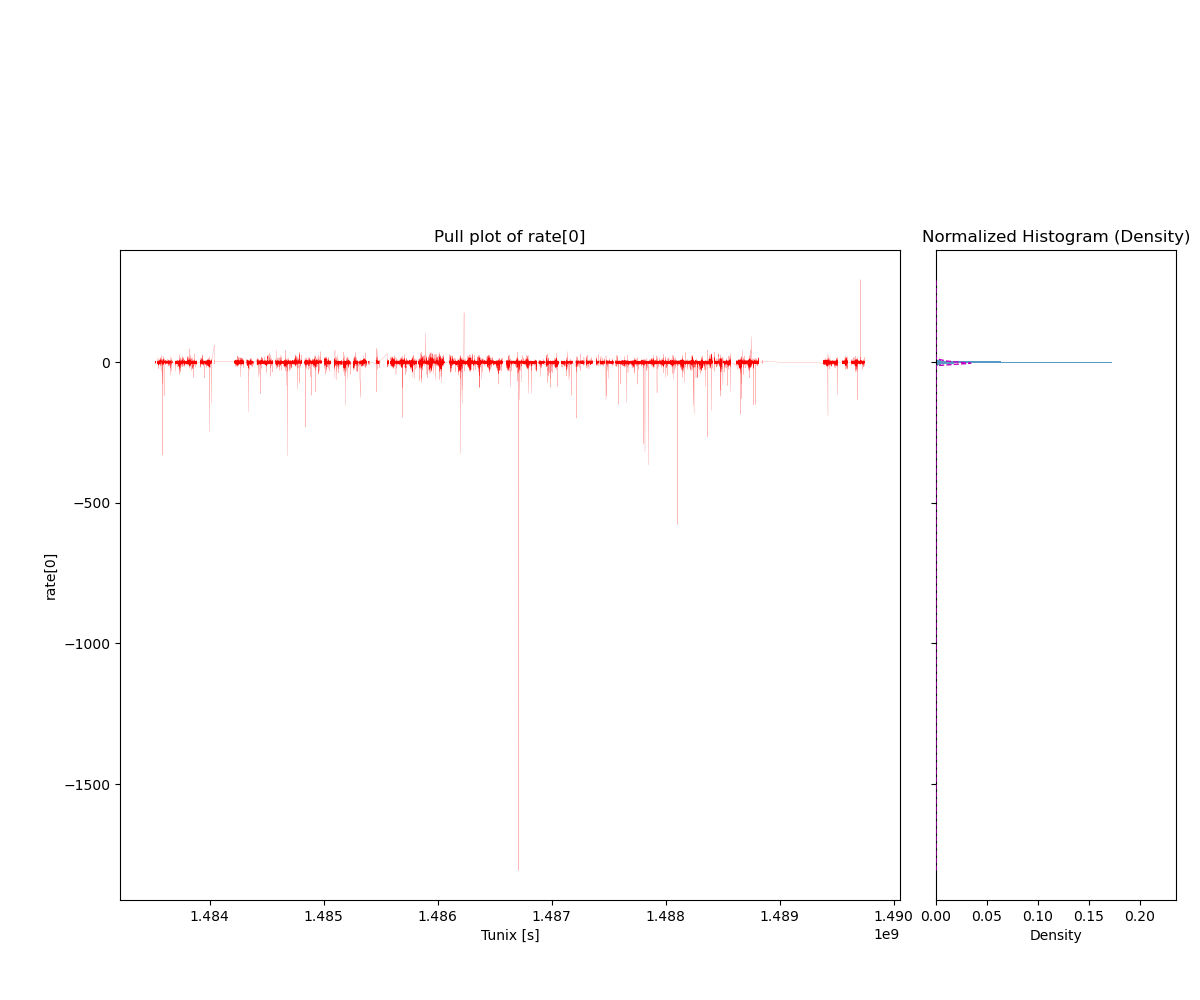 Pull plot of rate[0]
Normalized Histogram (Density)
0
−500
−1000
−1500
rate[0]
1.484 1.485 1.486 1.487 1.488 1.489 1.490
1e9
Tunix [s]
0.00 0.05 0.10 0.15 0.20
Density